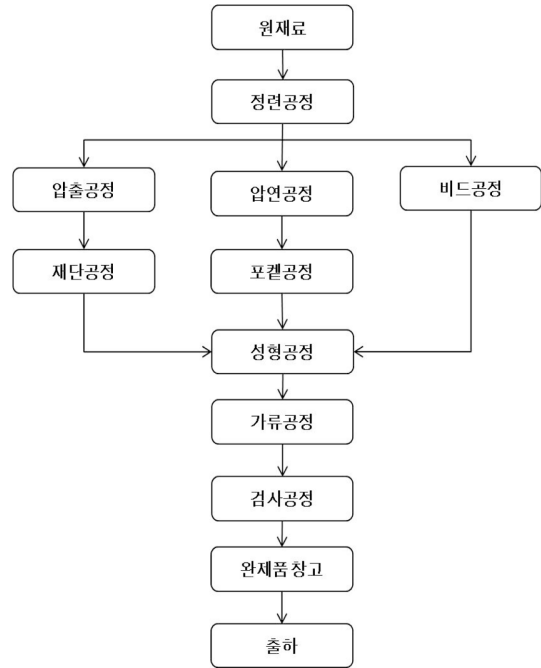 원재료
정련공정
압출공정
압연공정
비드공정
재단공정
포켙공정
성형공정
가류공정
검사공정
완제품 창고
출하